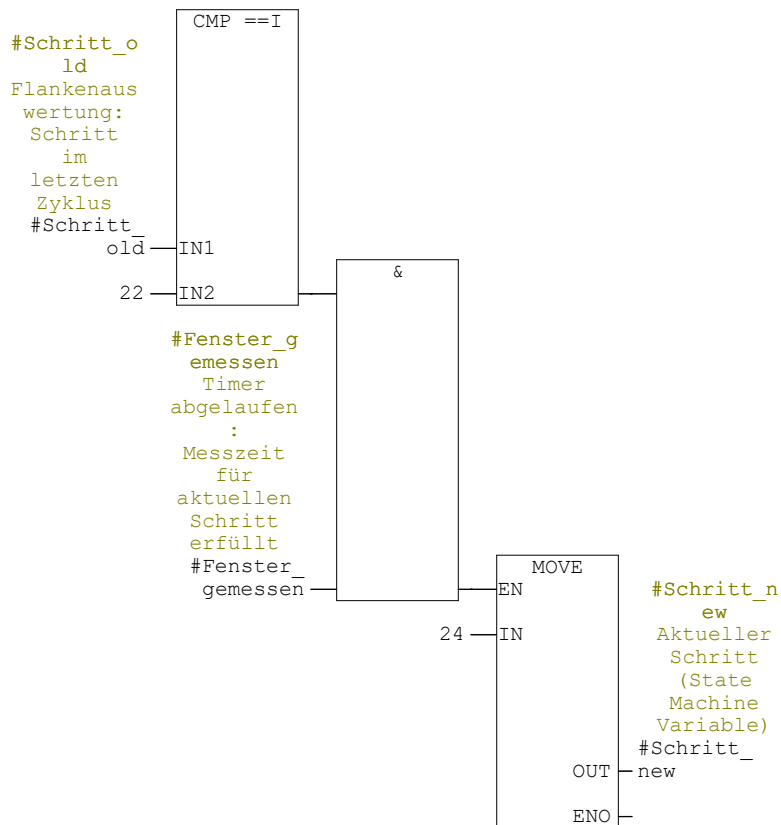 CMP ==I
#Schritt_o
ld
Flankenaus
wertung:
Schritt
im
letzten
Zyklus
#Schritt_
old
IN1
22
IN2
&
#Fenster_g
emessen
Timer
abgelaufen
:
Messzeit
für
aktuellen
Schritt
erfüllt
#Fenster_
gemessen
MOVE
EN
24
IN
#Schritt_n
ew
Aktueller
Schritt
(State
Machine
Variable)
#Schritt_
new
OUT
ENO